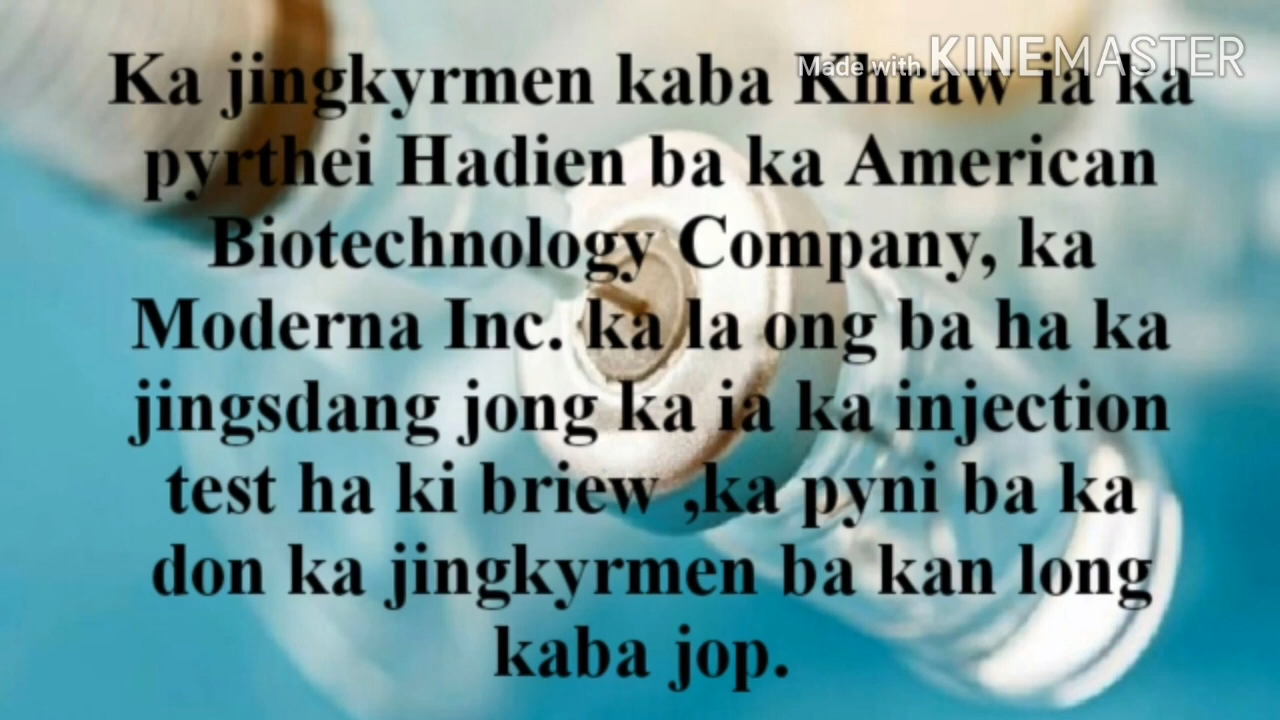 Made with KINEMASTER
Ka jingkyrmen kaba Khraw ia ka
pyrthei Hadien ba ka American
Biotechnology Company, ka
Moderna Inc. ka la ong ba ha ka
jingsdang jong ka ia ka injection
test ha ki briew ,ka pyni ba ka
don ka jingkyrmen ba kan long
kaba jop.